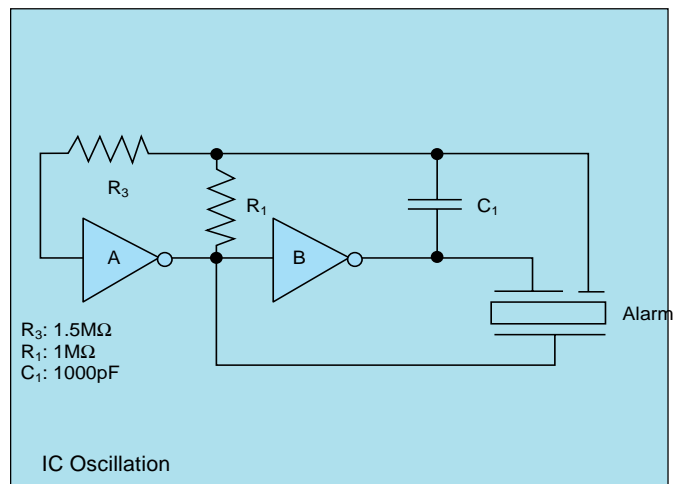 R₃
R₁
C₁
A
B
Alarm
R₃: 1.5MΩ
R₁: 1MΩ
C₁: 1000pF
IC Oscillation